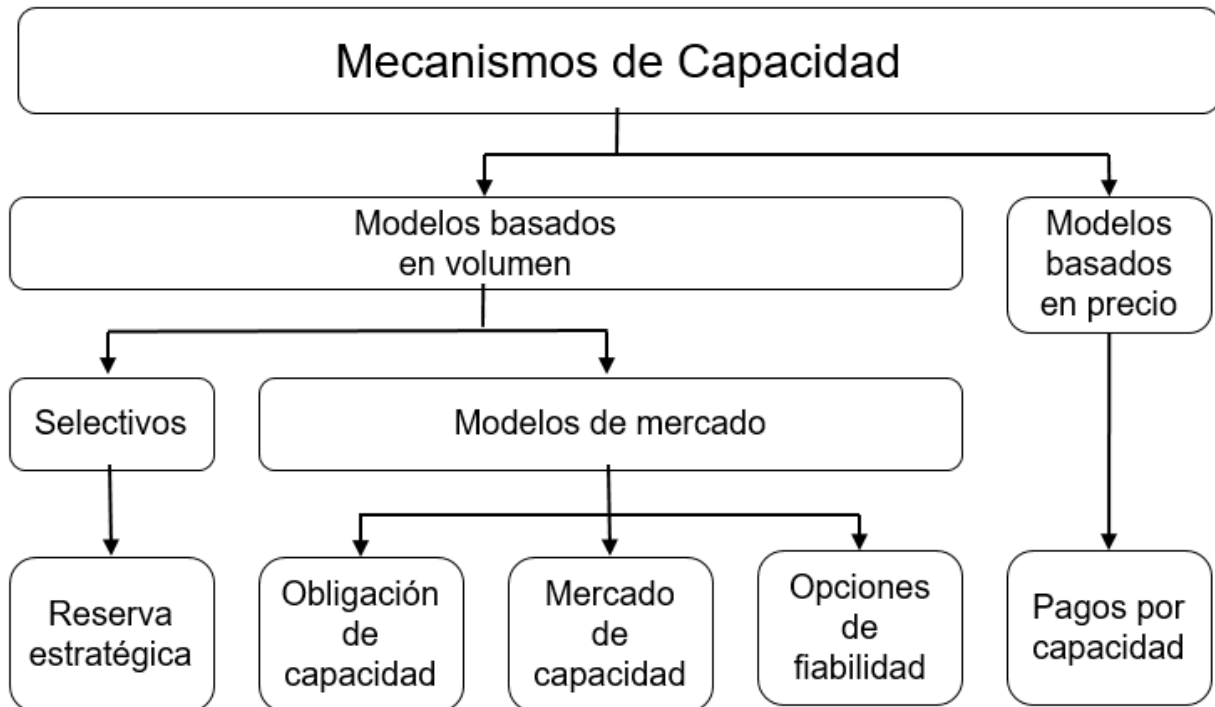 Mecanismos de Capacidad
Modelos basados
en volumen
Modelos
basados
en precio
Selectivos
Modelos de mercado
Reserva
estratégica
Obligación
de
capacidad
Mercado
de
capacidad
Opciones
de
fiabilidad
Pagos por
capacidad